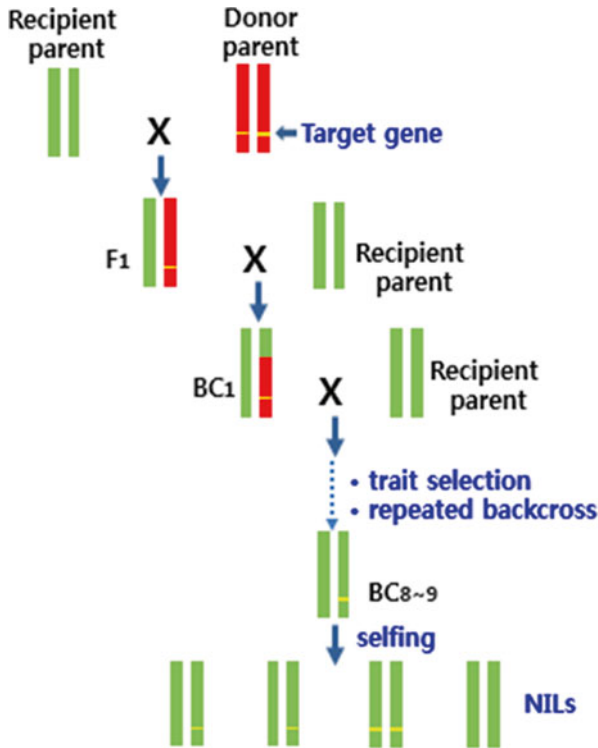 Recipient
parent
Donor
parent
X
Target gene
F1
X
Recipient
parent
BC1
X
Recipient
parent
• trait selection
• repeated backcross
BC8~9
selfing
NILs